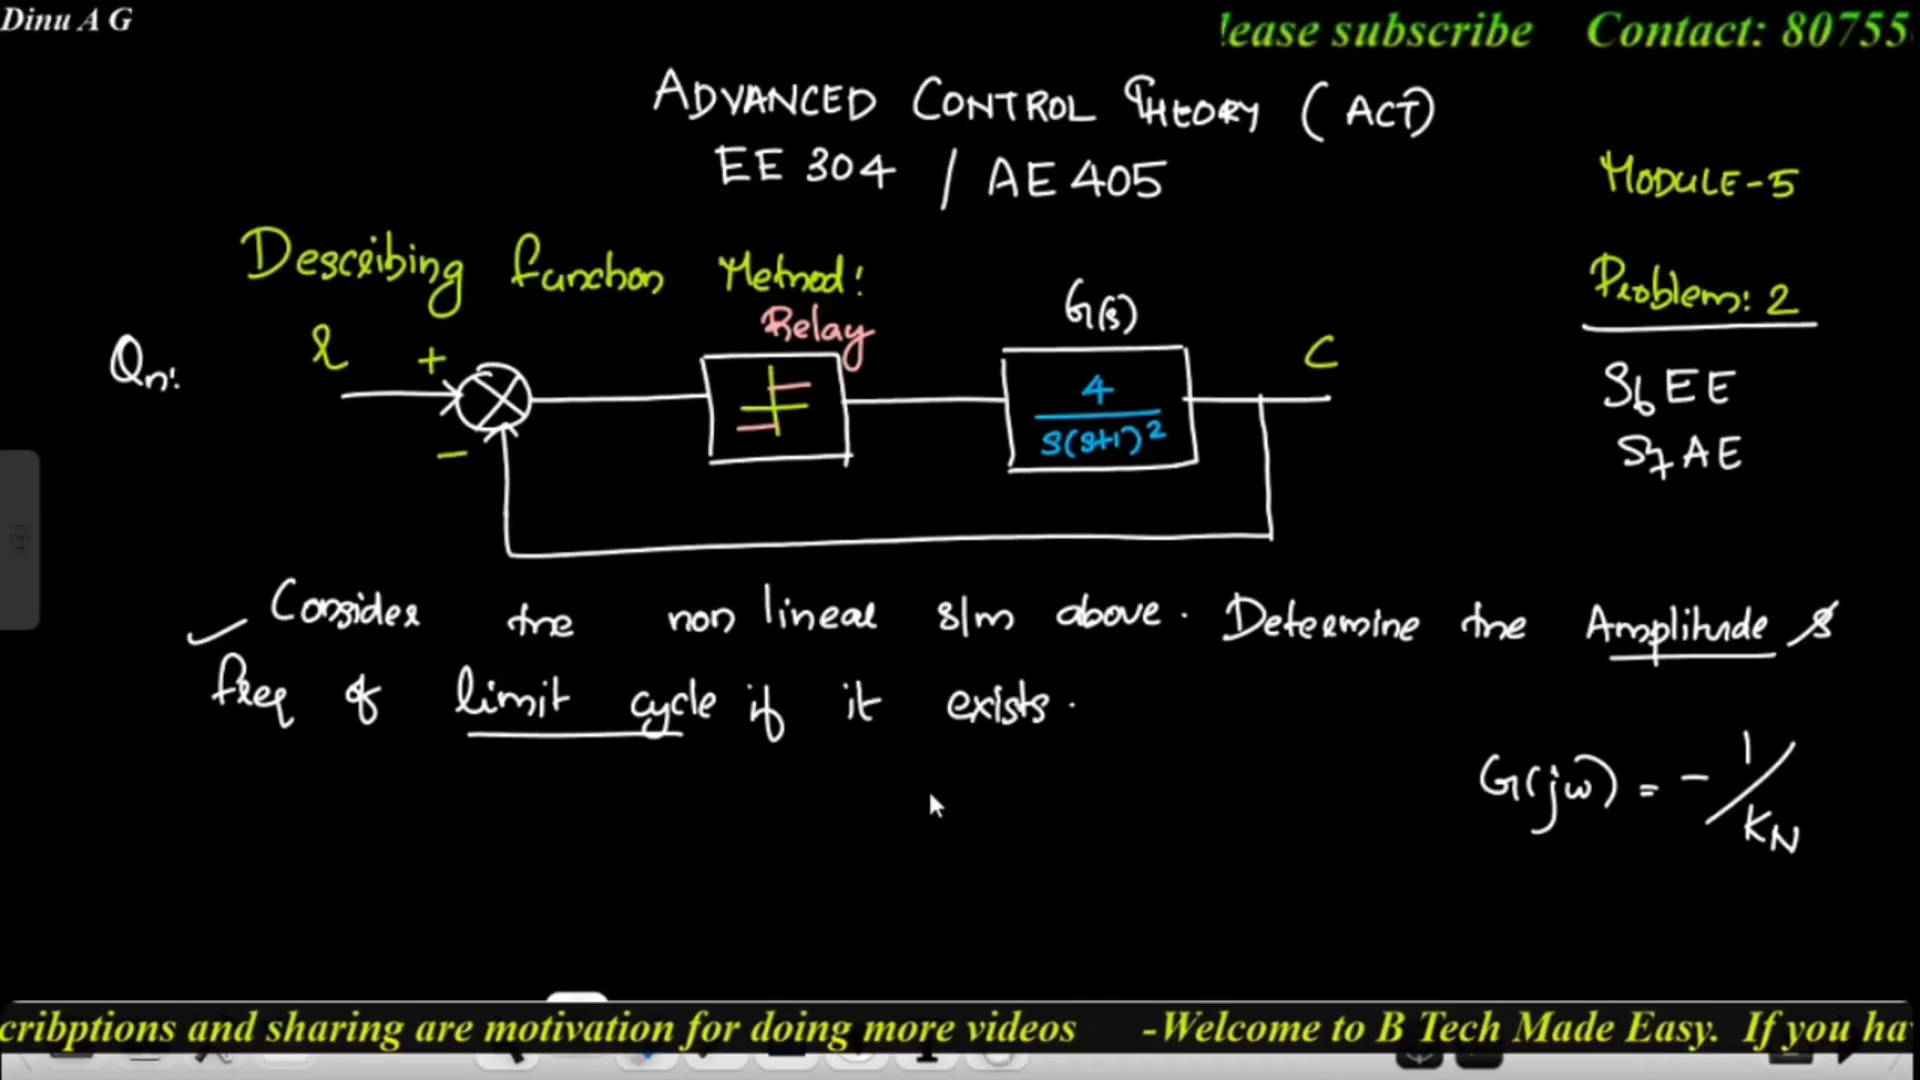 Dinu A G
lease subscribe Contact: 80755
ADVANCED CONTROL THEORY (ACT)
EE 304 / AE 405
MODULE-5
Describing function Method:
Problem: 2
Relay
G(s)
Qn:
r
+
C
4
S(S+1)²
S6 EE
-
S7 AE
Consider the non linear s/m above. Determine the Amplitude &
freq of limit cycle if it exists.
G(jω) = - 1/KN
cribptions and sharing are motivation for doing more videos -Welcome to B Tech Made Easy. If you ha